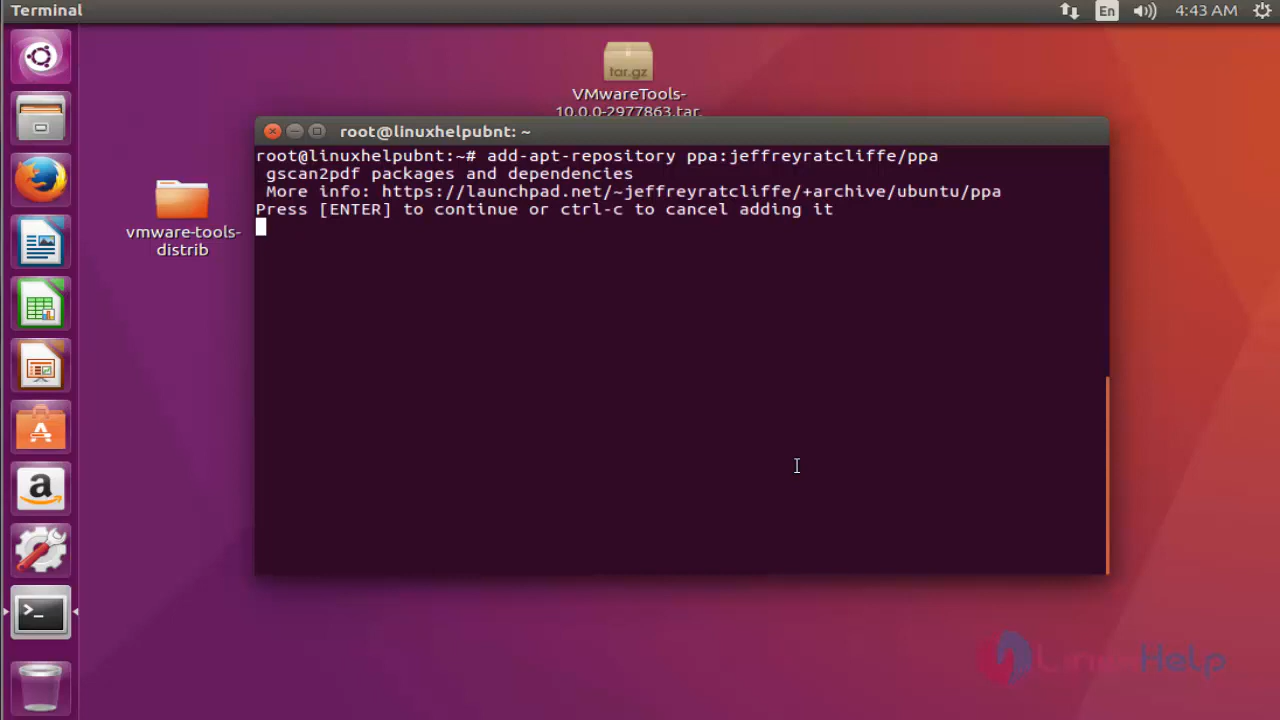 Terminal
En
4:43 AM
tar.gz
VMwareTools-
10.0.0-2977863.tar.
vmware-tools-
distrib
root@linuxhelpubnt: ~
root@linuxhelpubnt:~# add-apt-repository ppa:jeffreyratcliffe/ppa
gscan2pdf packages and dependencies
More info: https://launchpad.net/~jeffreyratcliffe/+archive/ubuntu/ppa
Press [ENTER] to continue or ctrl-c to cancel adding it
A
a
>_
LinuxHelp